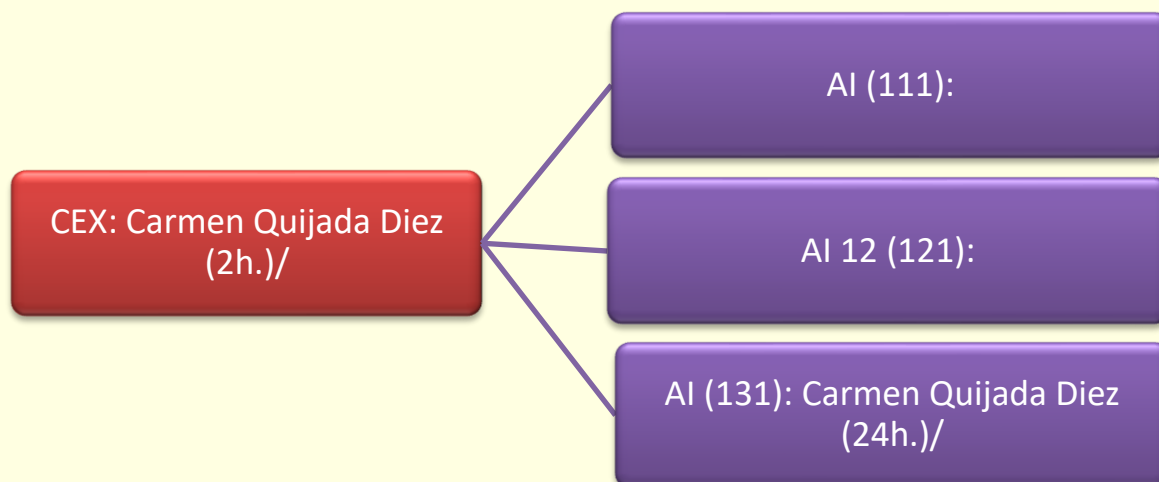 AI (111):
CEX: Carmen Quijada Diez
(2h.)/
AI 12 (121):
AI (131): Carmen Quijada Diez
(24h.)/